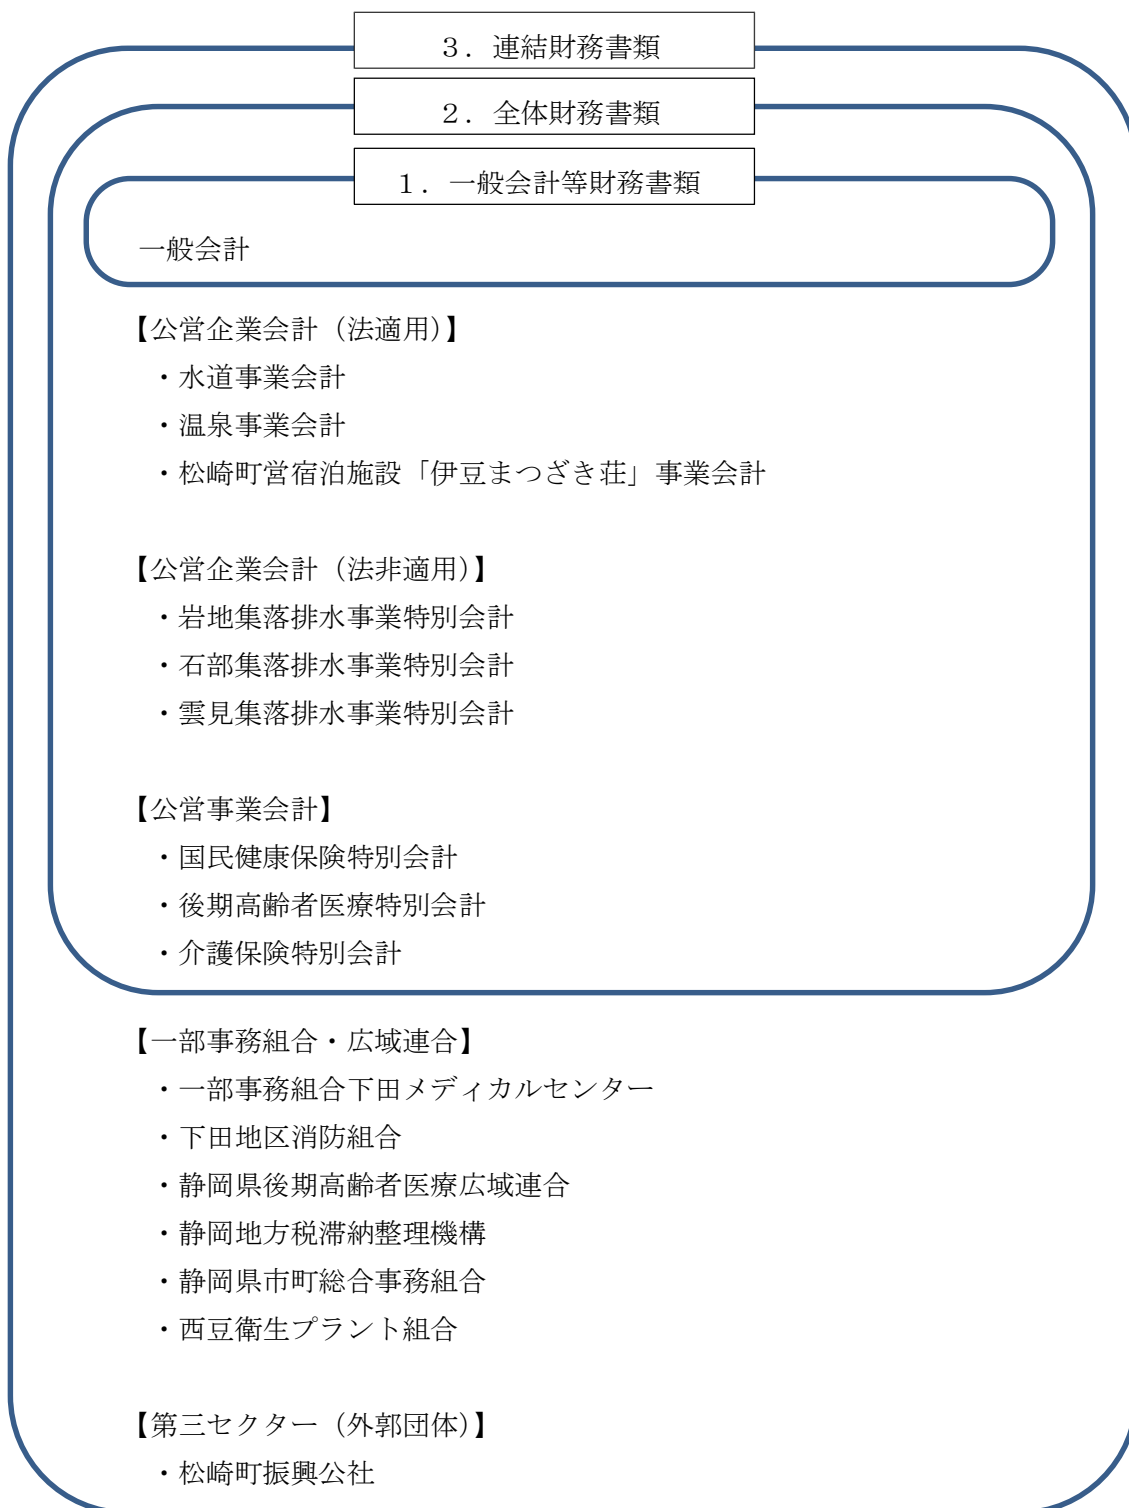 ３．連結財務書類
２．全体財務書類
１．一般会計等財務書類
一般会計
【公営企業会計（法適用）】
・水道事業会計
・温泉事業会計
・松崎町営宿泊施設「伊豆まつざき荘」事業会計
【公営企業会計（法非適用）】
・岩地集落排水事業特別会計
・石部集落排水事業特別会計
・雲見集落排水事業特別会計
【公営事業会計】
・国民健康保険特別会計
・後期高齢者医療特別会計
・介護保険特別会計
【一部事務組合・広域連合】
・一部事務組合下田メディカルセンター
・下田地区消防組合
・静岡県後期高齢者医療広域連合
・静岡地方税滞納整理機構
・静岡県市町総合事務組合
・西豆衛生プラント組合
【第三セクター（外郭団体）】
・松崎町振興公社